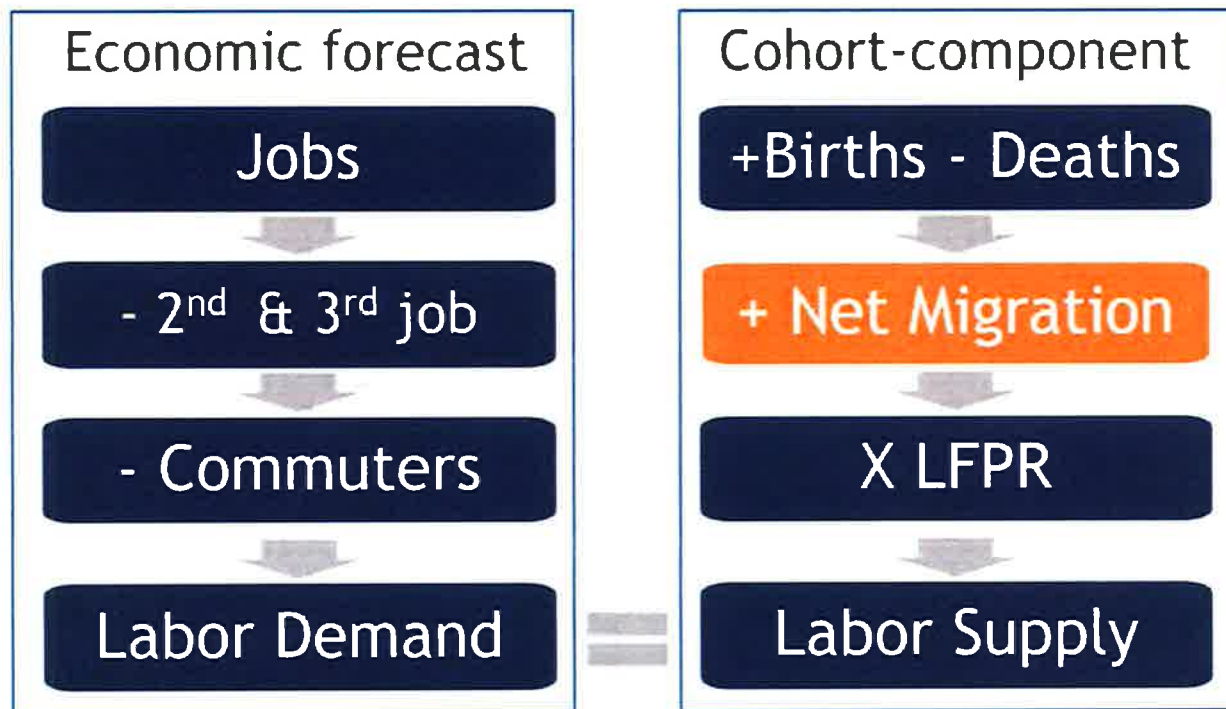 Economic forecast
Jobs
- 2nd & 3rd job
- Commuters
Labor Demand
=
Cohort-component
+Births - Deaths
+ Net Migration
X LFPR
Labor Supply